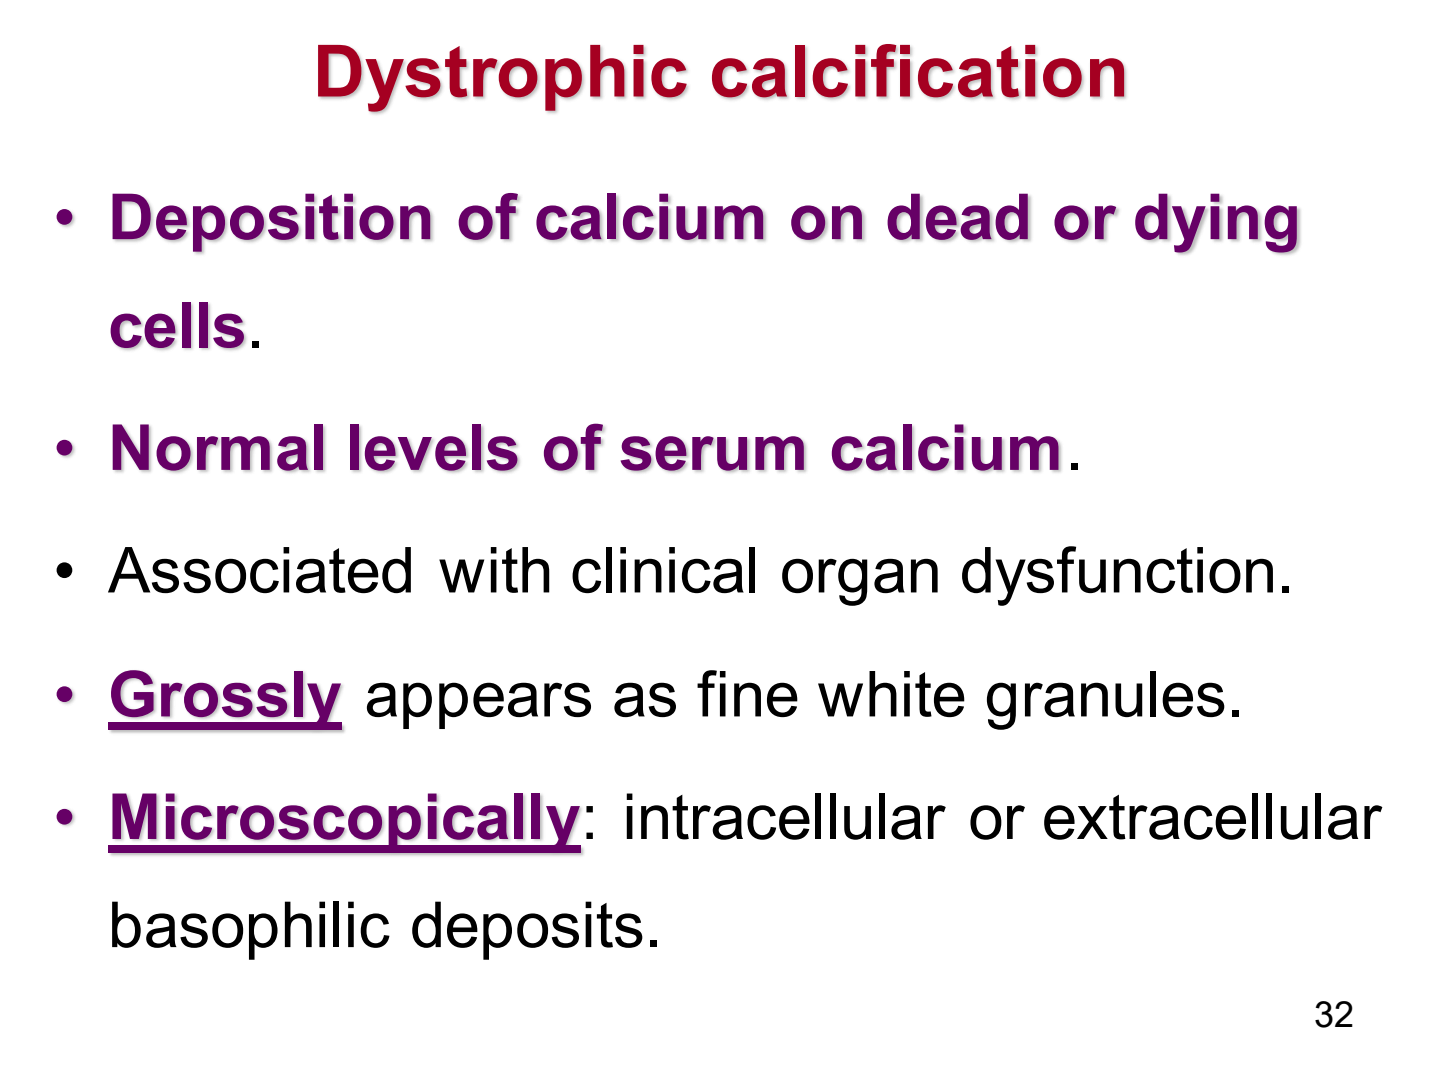 Dystrophic calcification
• Deposition of calcium on dead or dying
cells.
• Normal levels of serum calcium.
• Associated with clinical organ dysfunction.
• Grossly appears as fine white granules.
• Microscopically: intracellular or extracellular
basophilic deposits.
32